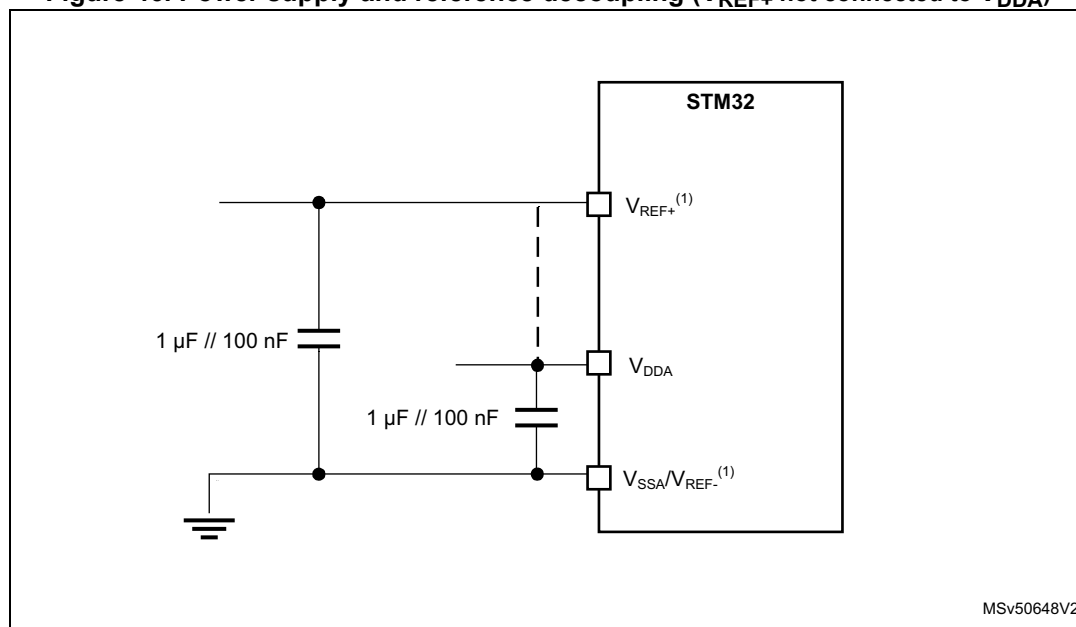 Power supply and reference decoupling (VREF+ not connected to VDDA)
STM32
VREF+(1)
1 µF // 100 nF
VDDA
1 µF // 100 nF
VSSA/VREF-(1)
MSv50648V2